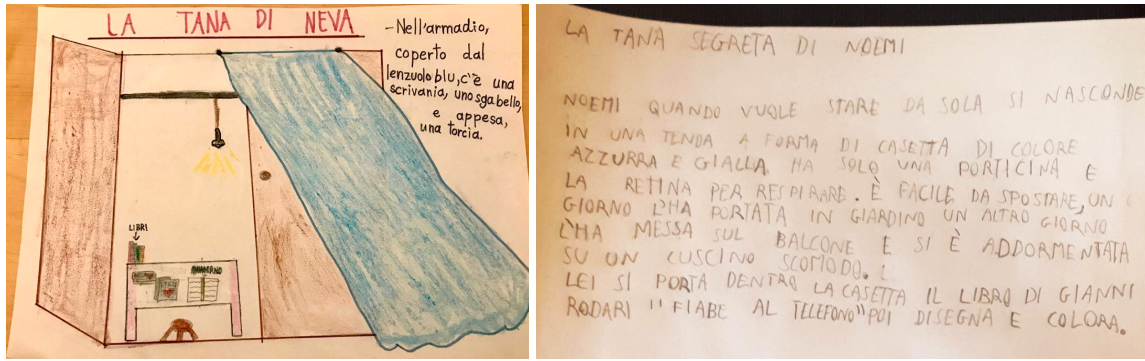 LA TANA DI NEVA
-Nell'armadio,
coperto dal
lenzuolo blu, c'è una
scrivania, uno sgabello,
e appesa,
una torcia.
LIBRI
QUADERNO
LA TANA SEGRETA DI NOEMI
NOEMI QUANDO VUOLE STARE DA SOLA SI NASCONDE
IN UNA TENDA A FORMA DI CASETTA DI COLORE
AZZURRA E GIALLA HA SOLO UNA PORTICINA E
LA RETINA PER RESPIRARE. È FACILE DA SPOSTARE, UN
GIORNO L'HA PORTATA IN GIARDINO UN ALTRO GIORNO
L'HA MESSA SUL BALCONE E SI È ADDORMENTATA
SU UN CUSCINO SCOMODO.
LEI SI PORTA DENTRO LA CASETTA IL LIBRO DI GIANNI
RODARI "FIABE AL TELEFONO" POI DISEGNA E COLORA.